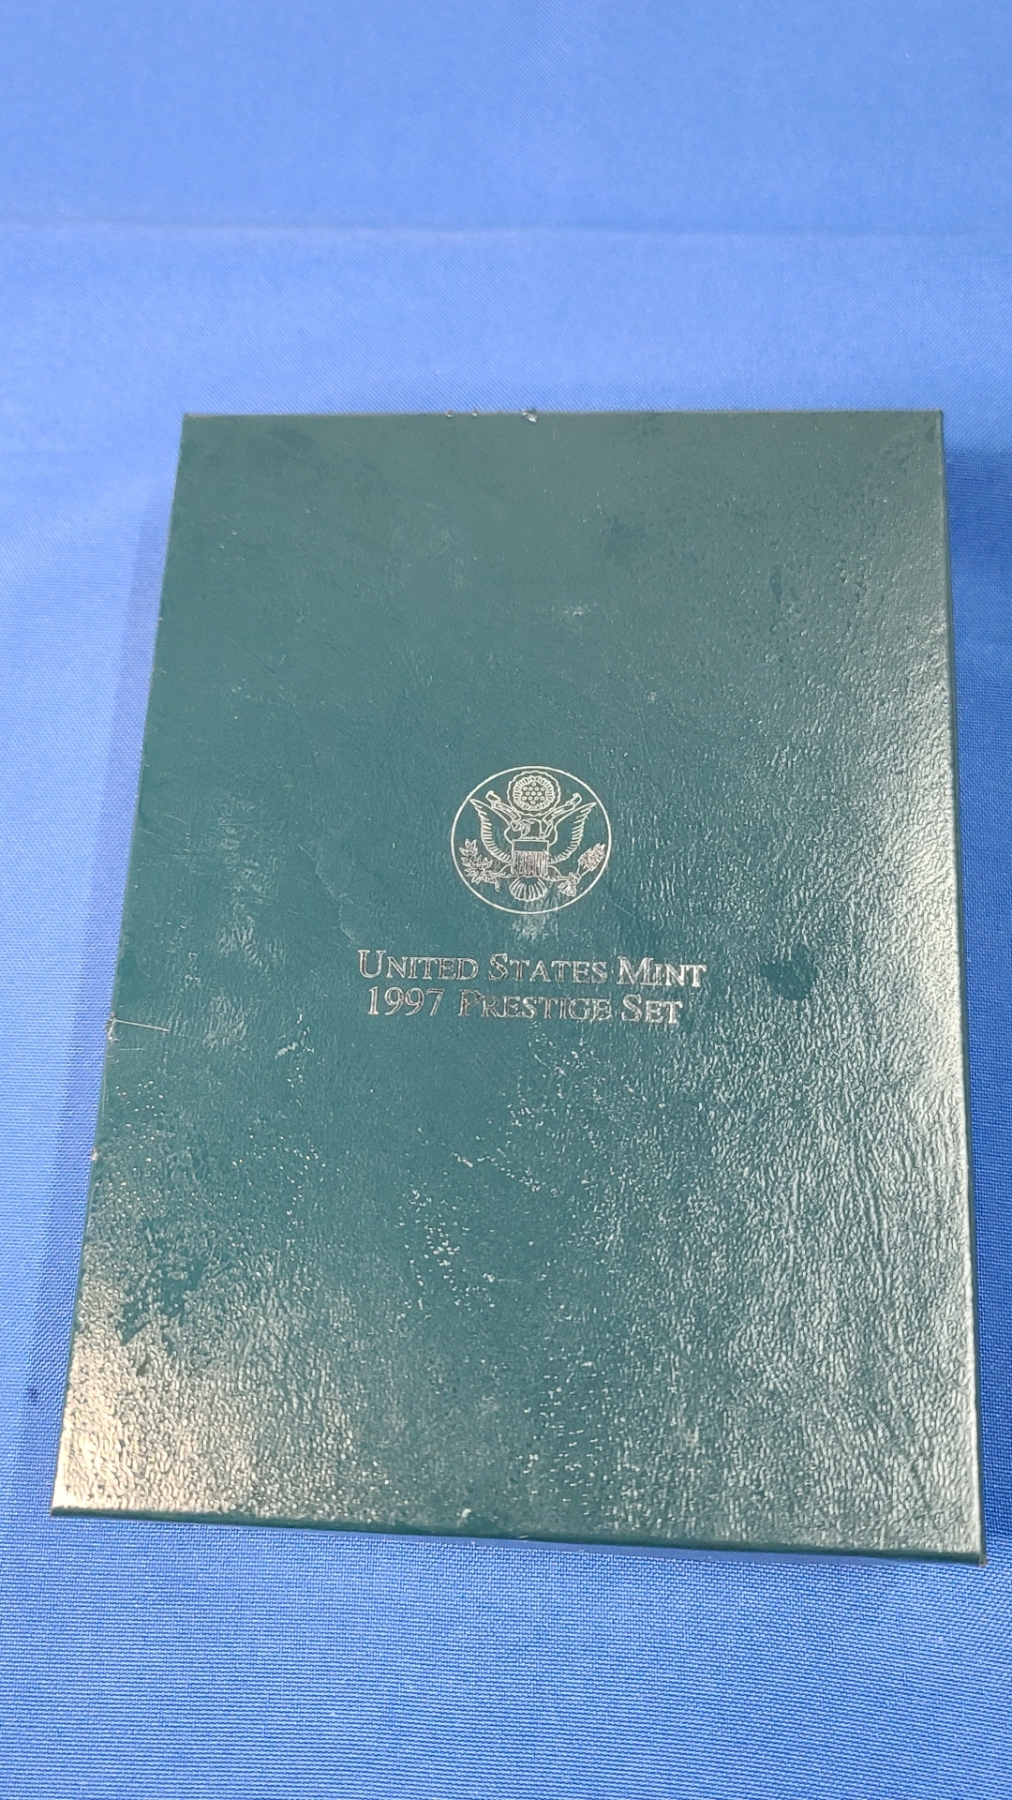 United States Mint
1997 Prestige Set